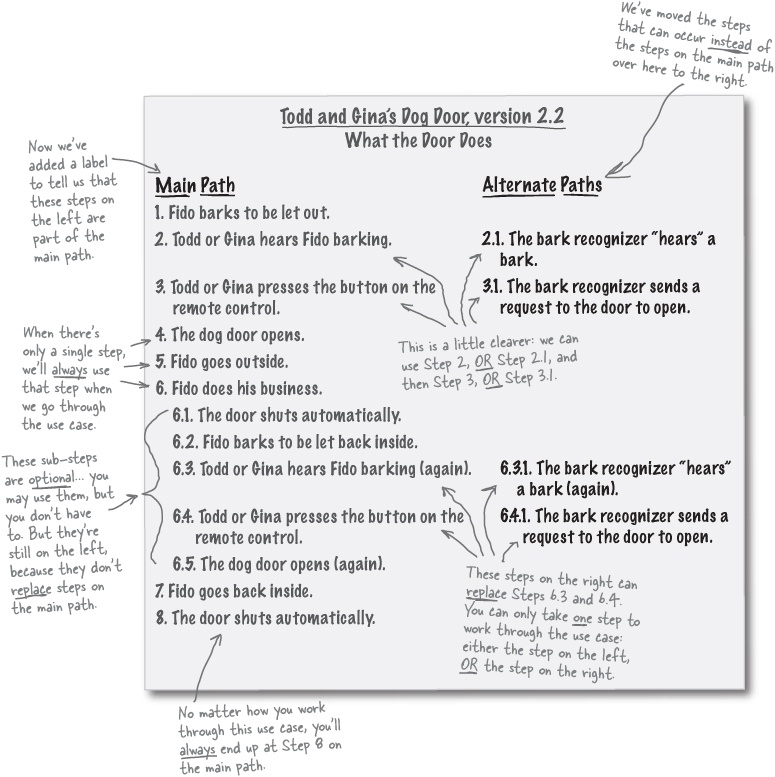 We've moved the steps
that can occur instead of
the steps on the main path
over here to the right.
Todd and Gina's Dog Door, version 2.2
What the Door Does
Now we've
added a label
to tell us that
these steps on
the left are
part of the
main path.
Main Path
Alternate Paths
1. Fido barks to be let out.
2. Todd or Gina hears Fido barking.
2.1. The bark recognizer "hears" a
bark.
3. Todd or Gina presses the button on the
remote control.
3.1. The bark recognizer sends a
request to the door to open.
When there's
only a single step,
we'll always use
that step when
we go through
the use case.
4. The dog door opens.
5. Fido goes outside.
6. Fido does his business.
This is a little clearer: we can
use Step 2, OR Step 2.1, and
then Step 3, OR Step 3.1.
6.1. The door shuts automatically.
6.2. Fido barks to be let back inside.
6.3. Todd or Gina hears Fido barking (again).
6.3.1. The bark recognizer "hears"
a bark (again).
These sub-steps
are optional... you
may use them, but
you don't have
to. But they're
still on the left,
because they don't
replace steps on
the main path.
6.4. Todd or Gina presses the button on the
remote control.
6.4.1. The bark recognizer sends a
request to the door to open.
6.5. The dog door opens (again).
7. Fido goes back inside.
8. The door shuts automatically.
These steps on the right can
replace Steps 6.3 and 6.4.
You can only take one step to
work through the use case:
either the step on the left,
OR the step on the right.
No matter how you work
through this use case, you'll
always end up at Step 8 on
the main path.